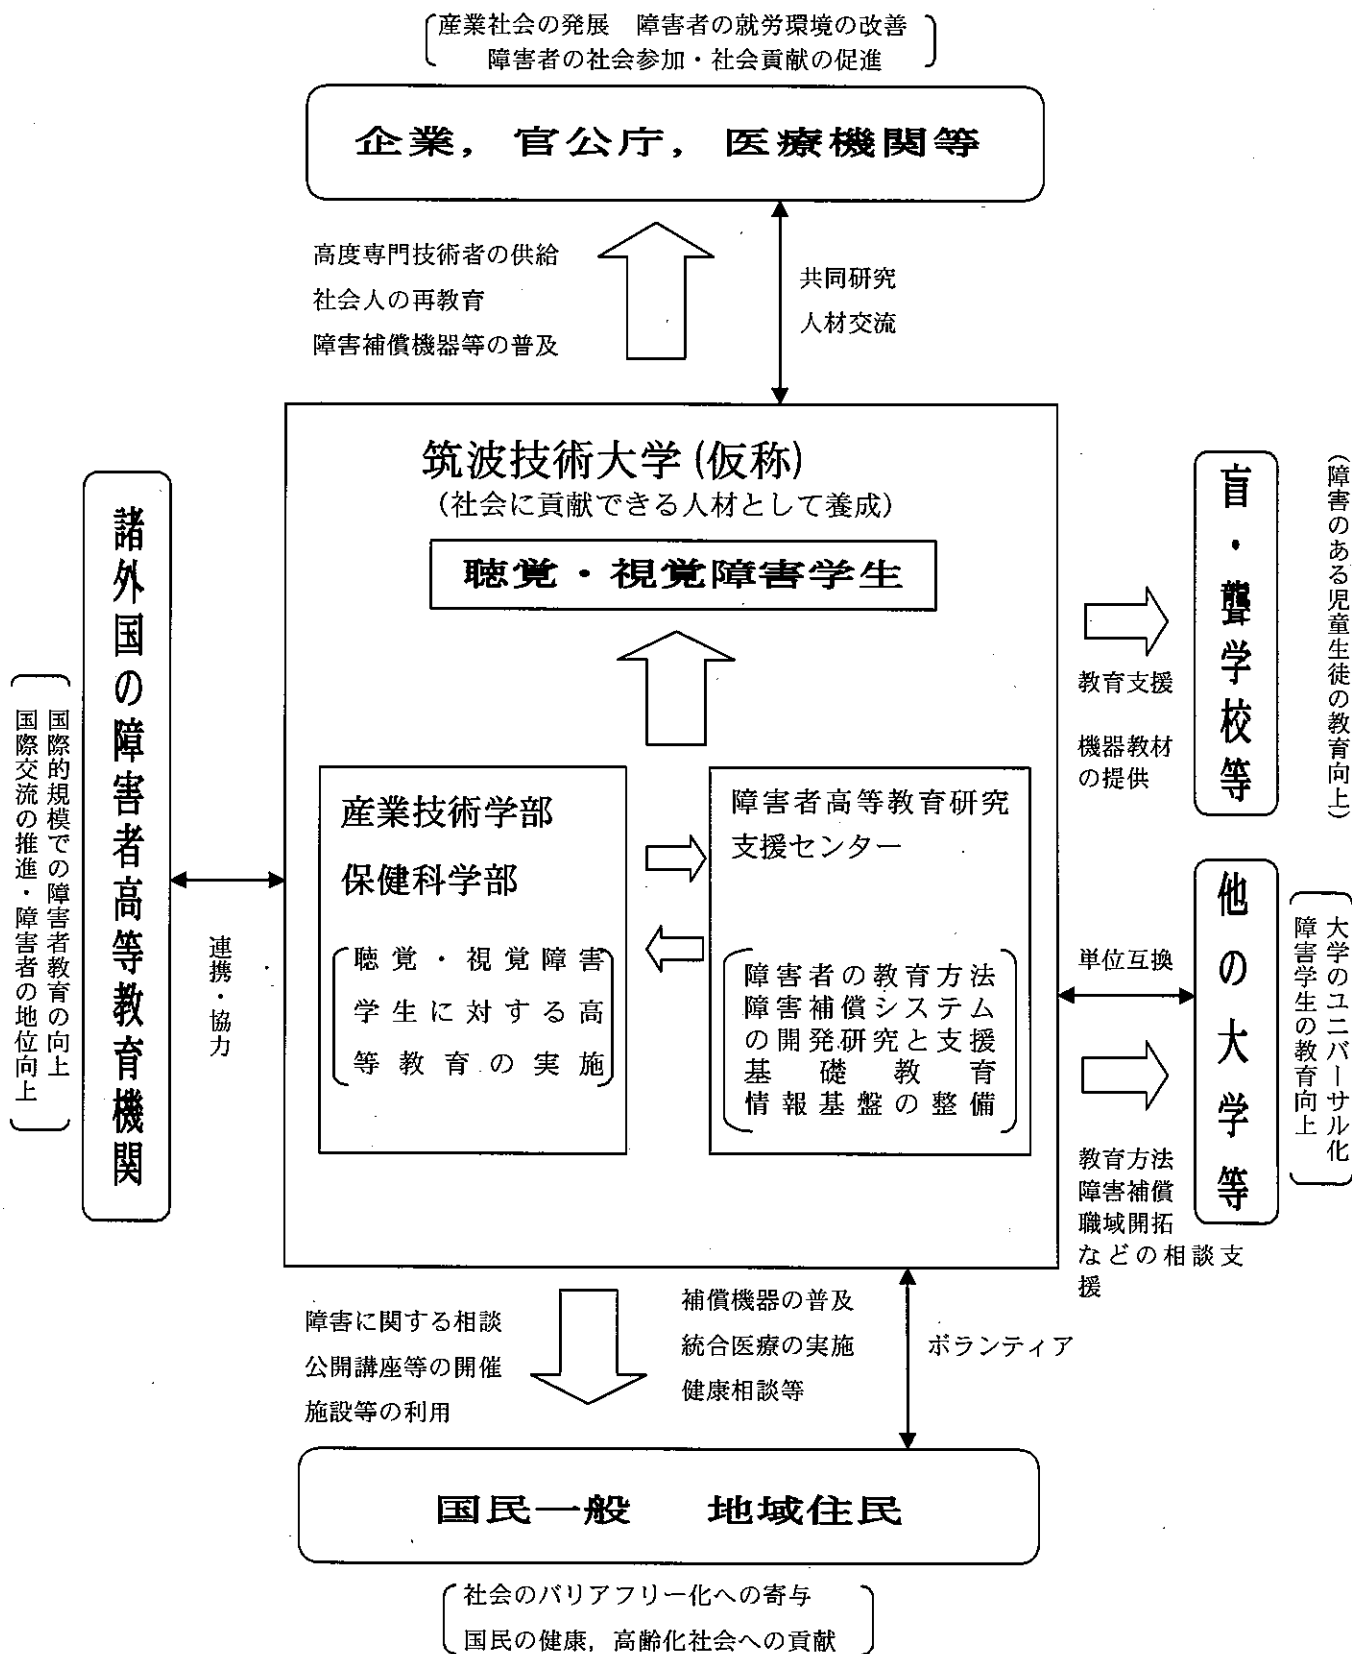 産業社会の発展　障害者の就労環境の改善
障害者の社会参加・社会貢献の促進
企業，官公庁，医療機関等
高度専門技術者の供給
社会人の再教育
障害補償機器等の普及
共同研究
人材交流
筑波技術大学(仮称)
(社会に貢献できる人材として養成)
聴覚・視覚障害学生
産業技術学部
保健科学部
聴覚・視覚障害
学生に対する高
等教育の実施
障害者高等教育研究
支援センター
障害者の教育方法
障害補償システム
の開発研究と支援
基礎教育
情報基盤の整備
諸外国の障害者高等教育機関
国際的規模での障害者教育の向上
国際交流の推進・障害者の地位向上
連携・協力
盲・聾学校等
(障害のある児童生徒の教育向上)
教育支援
機器教材
の提供
他の大学等
大学のユニバーサル化
障害学生の教育向上
単位互換
教育方法
障害補償
職域開拓
などの相談支
援
障害に関する相談
公開講座等の開催
施設等の利用
補償機器の普及
統合医療の実施
健康相談等
ボランティア
国民一般　地域住民
社会のバリアフリー化への寄与
国民の健康，高齢化社会への貢献